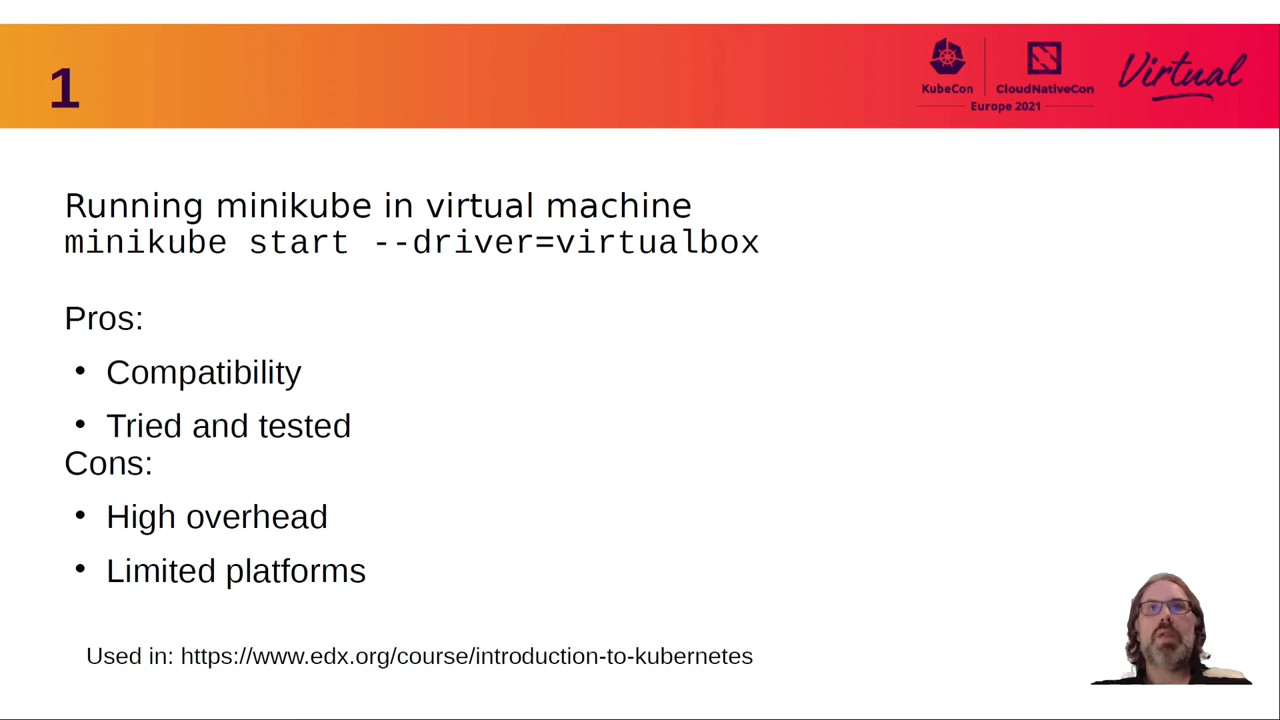 1
KubeCon
CloudNativeCon
Europe 2021
Virtual
Running minikube in virtual machine
minikube start --driver=virtualbox
Pros:
• Compatibility
• Tried and tested
Cons:
• High overhead
• Limited platforms
Used in: https://www.edx.org/course/introduction-to-kubernetes